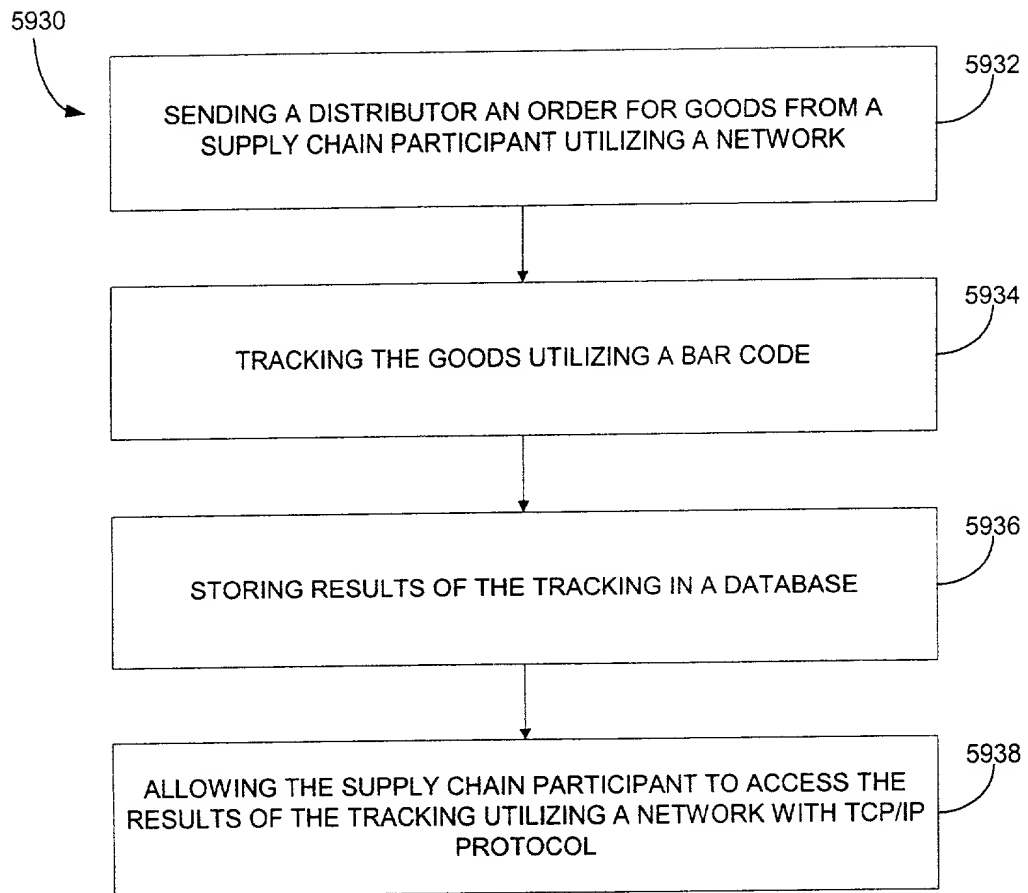 5930
5932
SENDING A DISTRIBUTOR AN ORDER FOR GOODS FROM A
SUPPLY CHAIN PARTICIPANT UTILIZING A NETWORK
5934
TRACKING THE GOODS UTILIZING A BAR CODE
5936
STORING RESULTS OF THE TRACKING IN A DATABASE
5938
ALLOWING THE SUPPLY CHAIN PARTICIPANT TO ACCESS THE
RESULTS OF THE TRACKING UTILIZING A NETWORK WITH TCP/IP
PROTOCOL